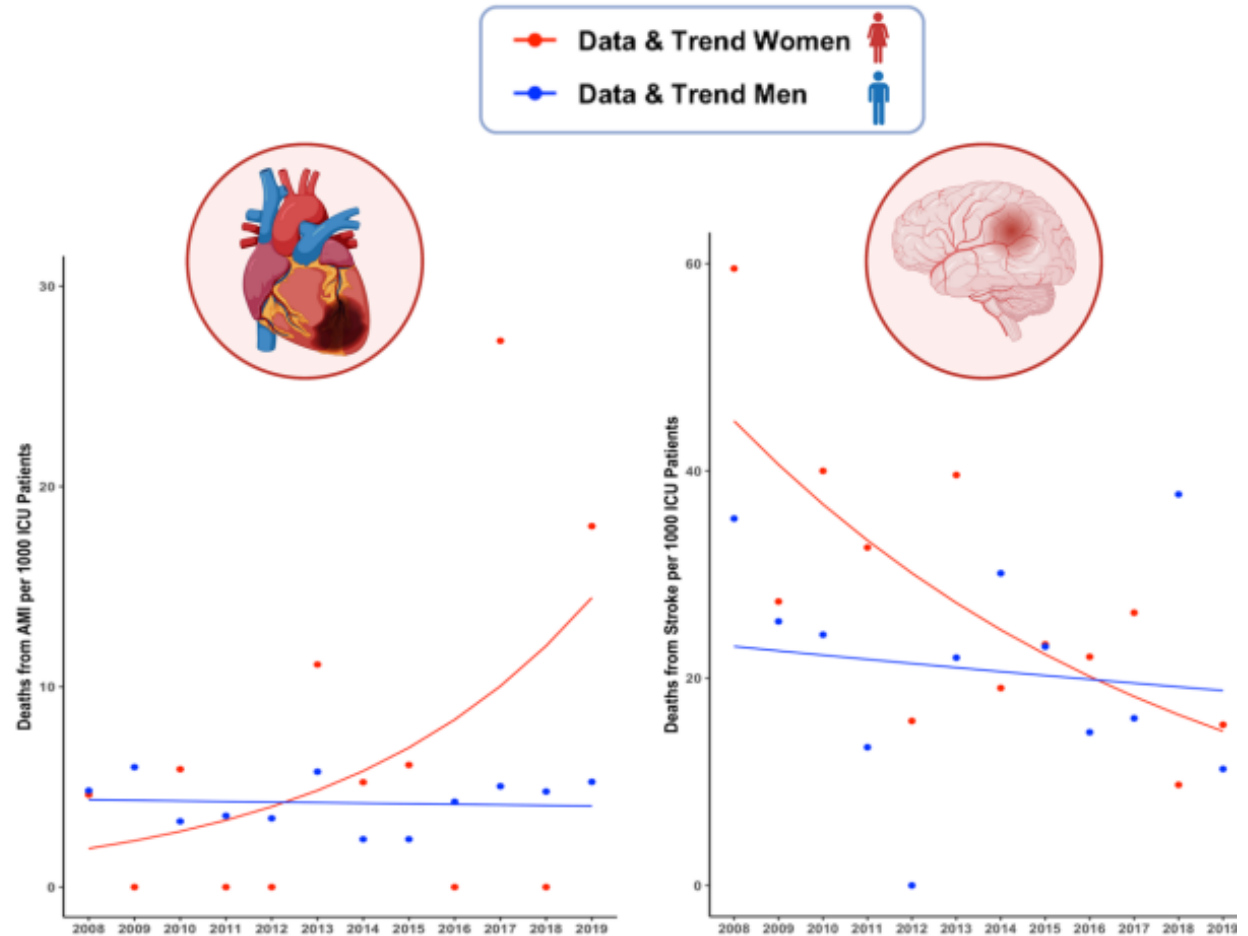 Data & Trend Women
Data & Trend Men
Deaths from AMI per 1000 ICU Patients
30
20
10
0
2008 2009 2010 2011 2012 2013 2014 2015 2016 2017 2018 2019
Deaths from Stroke per 1000 ICU Patients
60
40
20
0
2008 2009 2010 2011 2012 2013 2014 2015 2016 2017 2018 2019